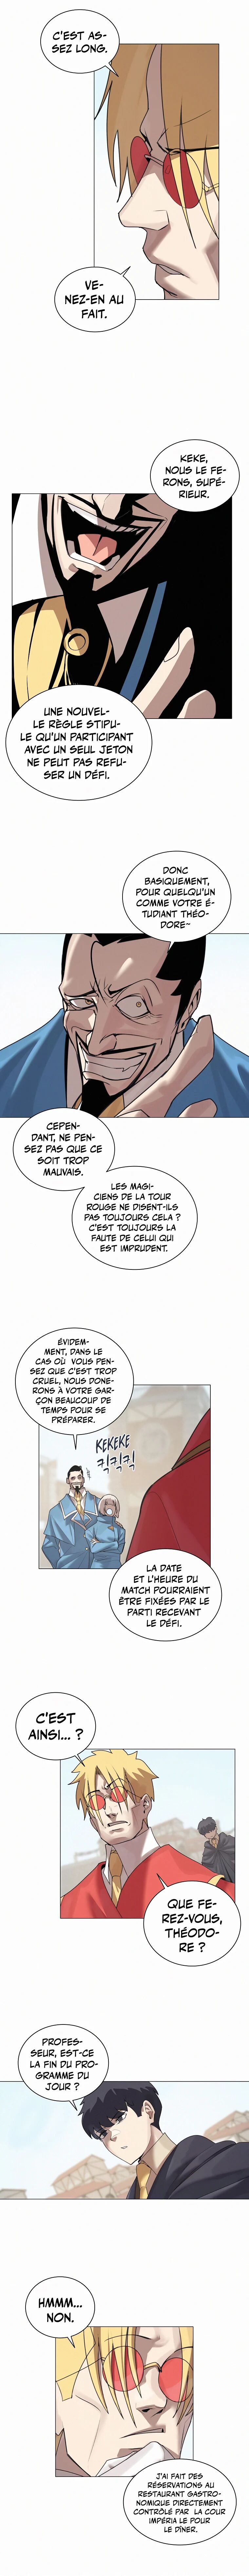 C'EST AS-
SEZ LONG.
VE-
NEZ-EN AU
FAIT.
KEKE,
NOUS LE FE-
RONS, SUPÉ-
RIEUR.
UNE NOUVEL-
LE RÈGLE STIPU-
LE QU'UN PARTICIPANT
AVEC UN SEUL JETON
NE PEUT PAS REFU-
SER UN DÉFI.
DONC
BASIQUEMENT,
POUR QUELQU'UN
COMME VOTRE É-
TUDIANT THÉO-
DORE~
CEPEN-
DANT, NE PEN-
SEZ PAS QUE CE
SOIT TROP
MAUVAIS.
LES MAGI-
CIENS DE LA TOUR
ROUGE NE DISENT-ILS
PAS TOUJOURS CELA ?
C'EST TOUJOURS LA
FAUTE DE CELUI QUI
EST IMPRUDENT.
ÉVIDEM-
MENT, DANS LE
CAS OÙ VOUS PEN-
SEZ QUE C'EST TROP
CRUEL, NOUS DONE-
RONS À VOTRE GAR-
ÇON BEAUCOUP DE
TEMPS POUR SE
PRÉPARER.
KEKEKE
킥킥킥
LA DATE
ET L'HEURE DU
MATCH POURRAIENT
ÊTRE FIXÉES PAR LE
PARTI RECEVANT
LE DÉFI.
C'EST
AINSI... ?
QUE FE-
REZ-VOUS,
THÉODO-
RE ?
PROFES-
SEUR, EST-CE
LA FIN DU PRO-
GRAMME DU
JOUR ?
HMMM...
NON.
J'AI FAIT DES
RÉSERVATIONS AU
RESTAURANT GASTRO-
NOMIQUE DIRECTEMENT
CONTRÔLÉ PAR LA COUR
IMPÉRIA LE POUR
LE DÎNER.